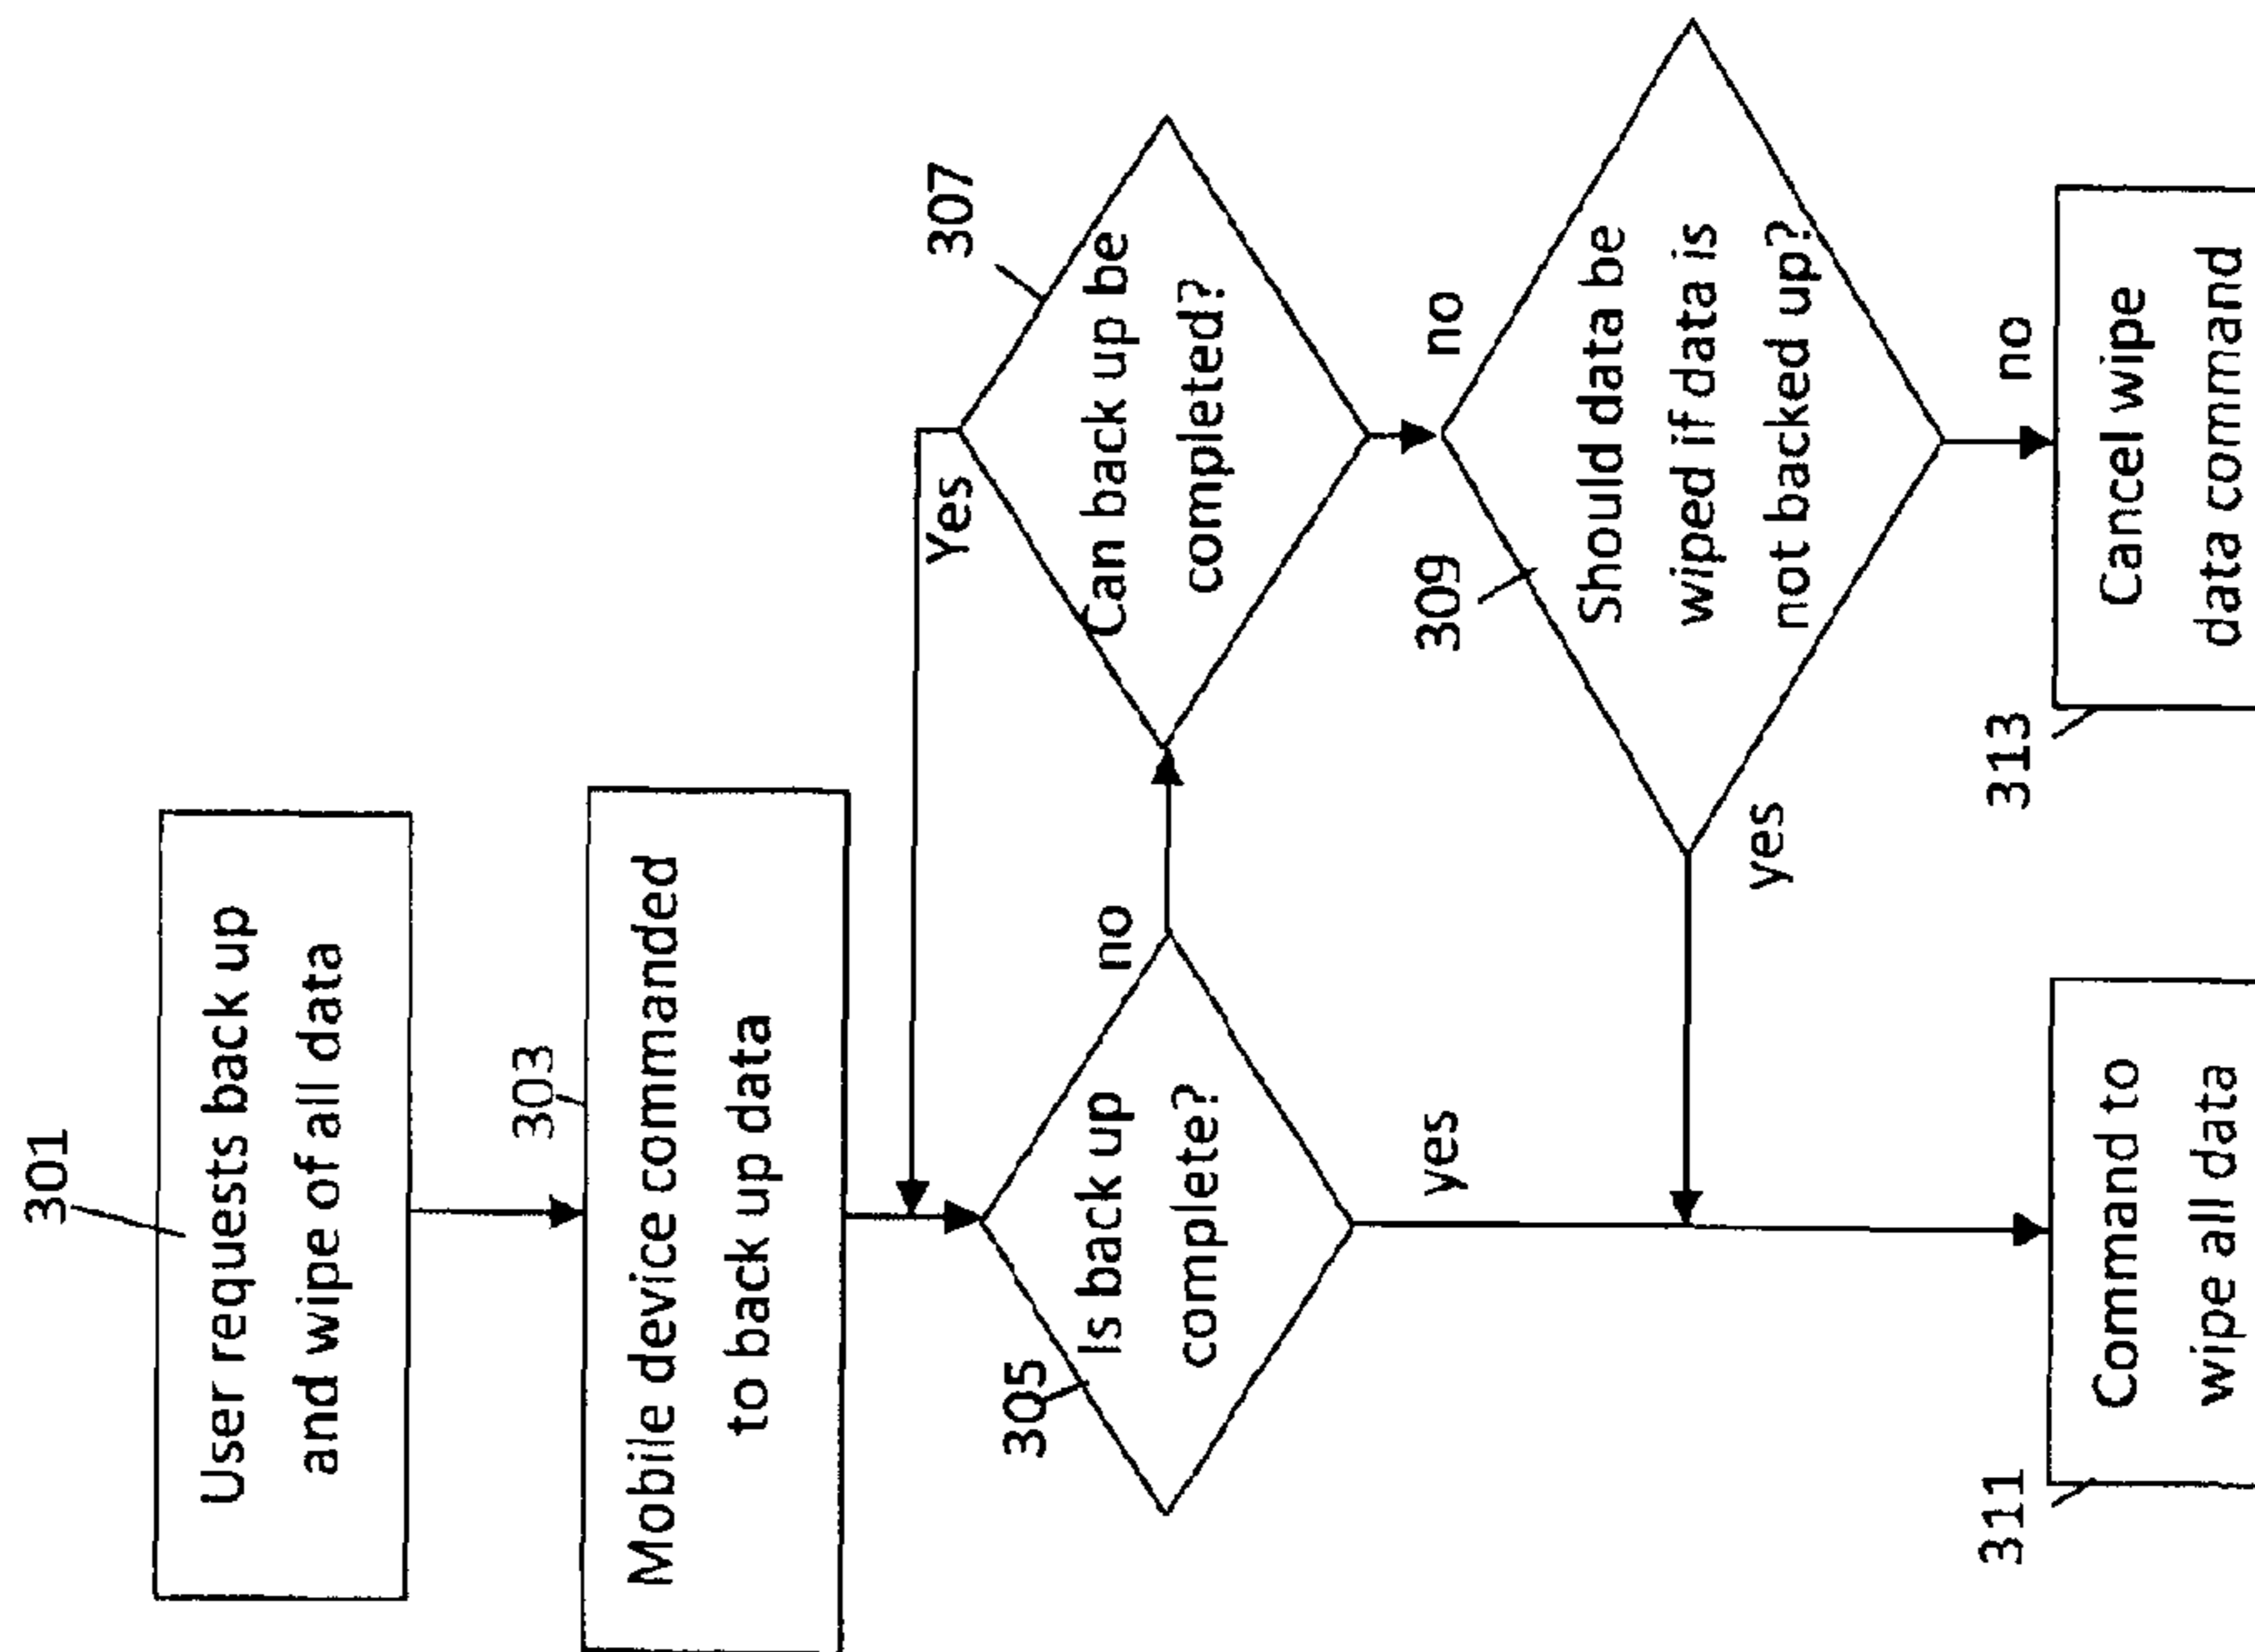 301
User requests back up
and wipe of all data
303
Mobile device commanded
to back up data
Yes
307
305
Is back up
complete?
no
Can back up be
completed?
yes
no
309
Should data be
wiped if data is
not backed up?
yes
no
311
Command to
wipe all data
313
Cancel wipe
data command